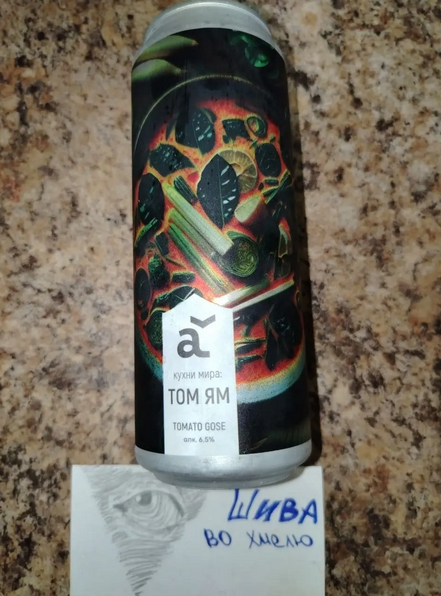 ǎ
кухни мира:
ТОМ ЯМ
TOMATO GOSE
алк. 6,5%
ШИВА
ВО ХМЕЛЮ